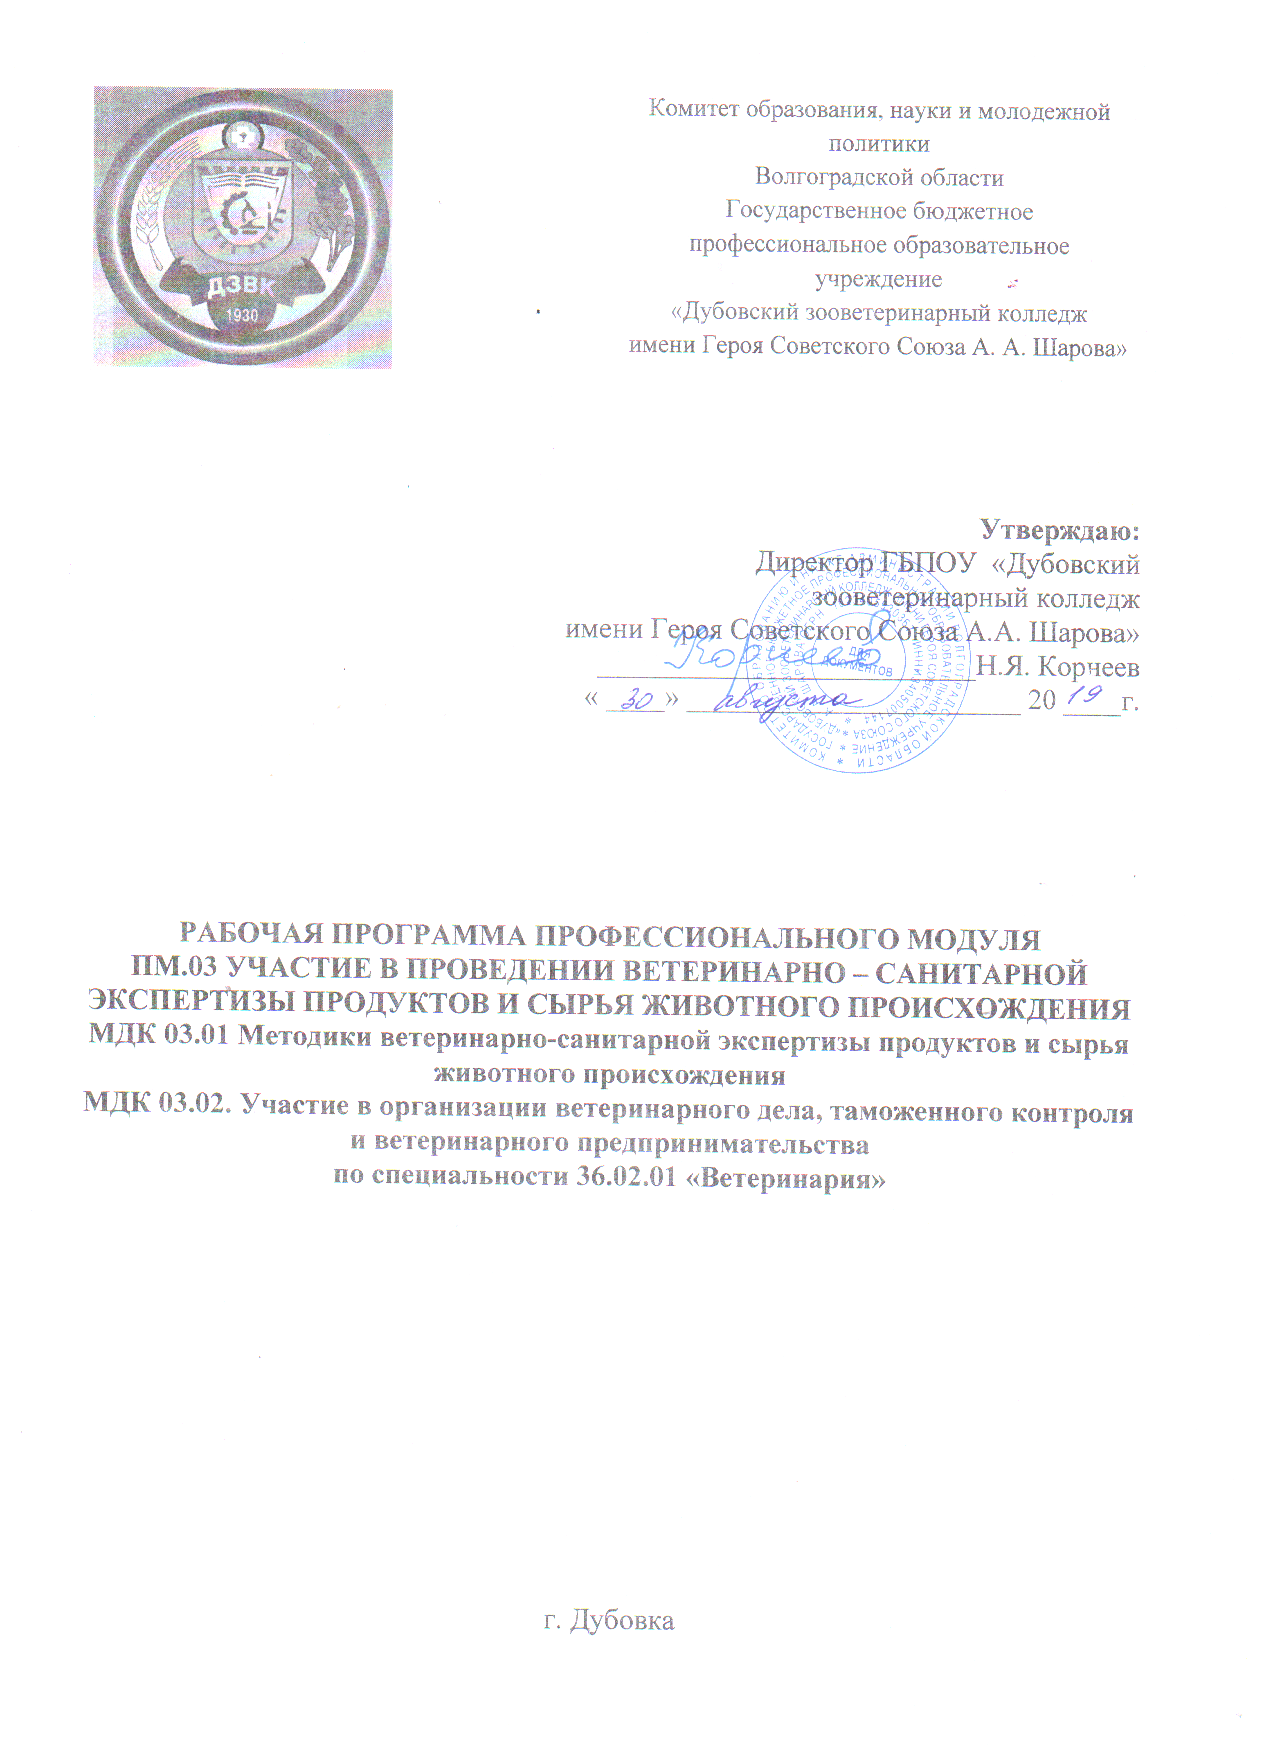 ДЗВК
1930
Комитет образования, науки и молодежной
политики
Волгоградской области
Государственное бюджетное
профессиональное образовательное
учреждение
«Дубовский зооветеринарный колледж
имени Героя Советского Союза А. А. Шарова»
Утверждаю:
Директор ГБПОУ «Дубовский
зооветеринарный колледж
имени Героя Советского Союза А.А. Шарова»
Н.Я. Корнеев
« 30 » августа 20 19 г.
ДЛЯ
ДОКУМЕНТОВ
РАБОЧАЯ ПРОГРАММА ПРОФЕССИОНАЛЬНОГО МОДУЛЯ
ПМ.03 УЧАСТИЕ В ПРОВЕДЕНИИ ВЕТЕРИНАРНО – САНИТАРНОЙ
ЭКСПЕРТИЗЫ ПРОДУКТОВ И СЫРЬЯ ЖИВОТНОГО ПРОИСХОЖДЕНИЯ
МДК 03.01 Методики ветеринарно-санитарной экспертизы продуктов и сырья
животного происхождения
МДК 03.02. Участие в организации ветеринарного дела, таможенного контроля
и ветеринарного предпринимательства
по специальности 36.02.01 «Ветеринария»
г. Дубовка